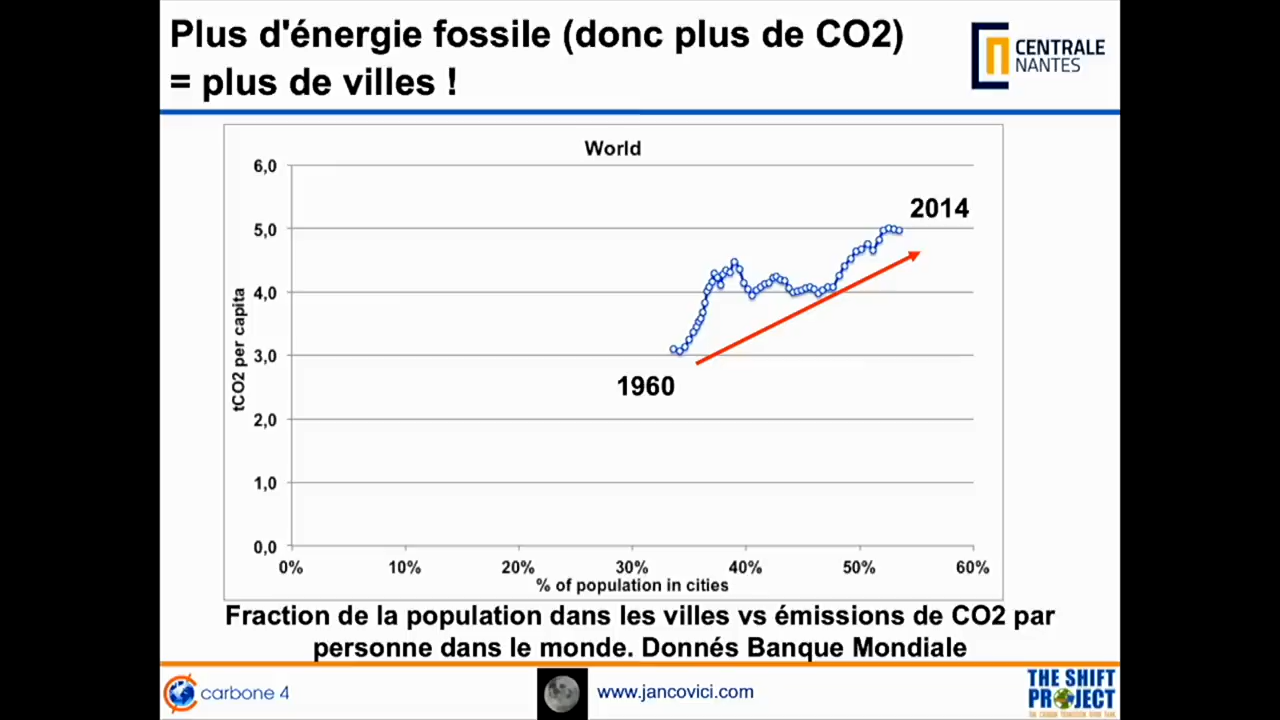 Plus d'énergie fossile (donc plus de CO2)
= plus de villes !
CENTRALE
NANTES
World
6,0
5,0
4,0
3,0
2,0
1,0
0,0
tCO2 per capita
2014
1960
0%
10%
20%
30%
40%
50%
60%
% of population in cities
Fraction de la population dans les villes vs émissions de CO2 par
personne dans le monde. Donnés Banque Mondiale
carbone 4
www.jancovici.com
THE SHIFT
PROJECT